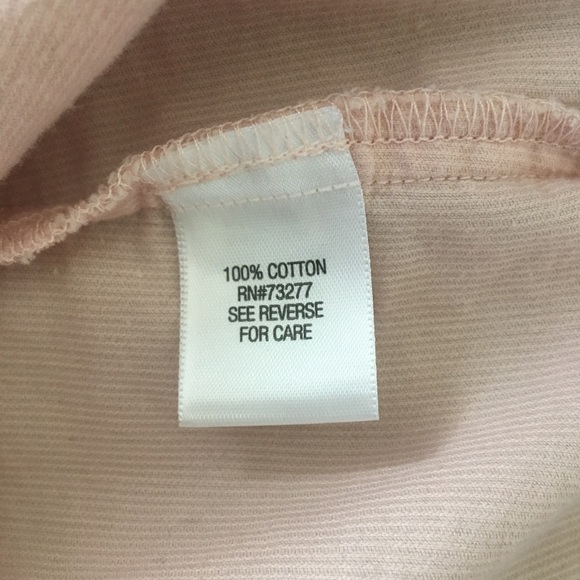 100% COTTON
RN#73277
SEE REVERSE
FOR CARE